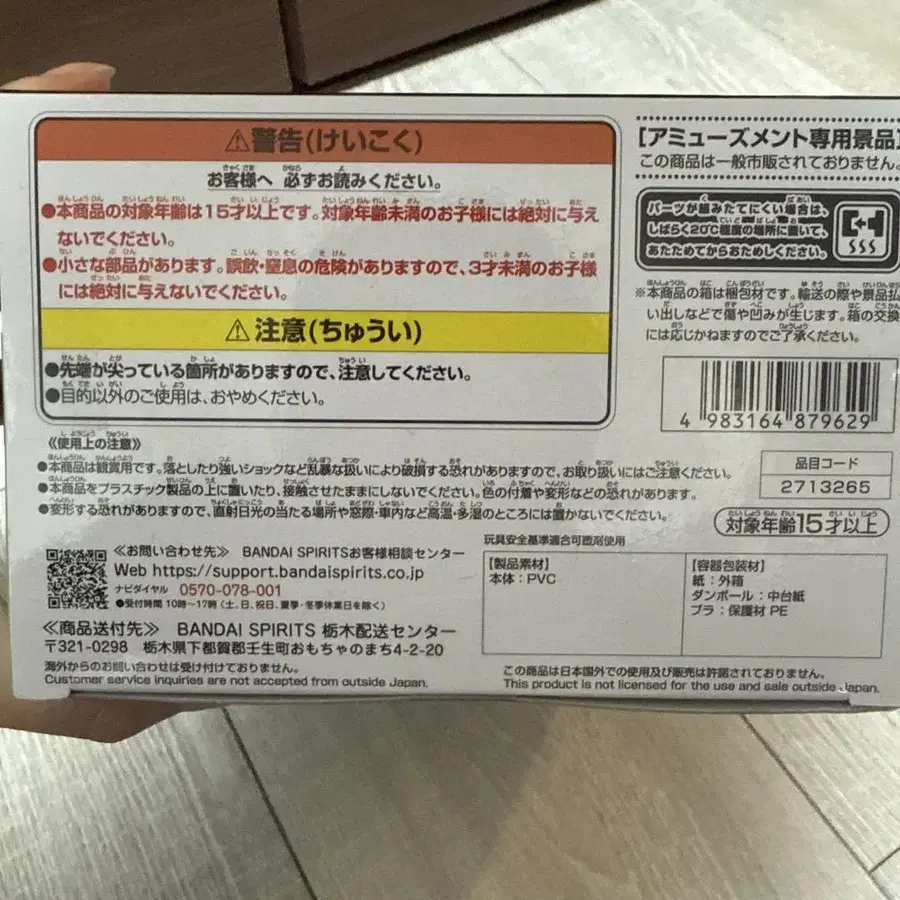 ⚠警告(けいこく)
お客様へ 必ずお読みください。
●本商品の対象年齢は15才以上です。対象年齢未満のお子様には絶対に与え
ないでください。
●小さな部品があります。誤飲・窒息の危険がありますので、3才未満のお子様
には絶対に与えないでください。
⚠注意(ちゅうい)
●先端が尖っている箇所がありますので、注意してください。
●目的以外のご使用は、おやめください。
[アミューズメント専用景品]
この商品は一般市販されておりません。
パーツが組みたてにくい場合は、
しばらく20℃程度の場所に置いて、
あたためてからおためしください。
※本商品の箱は梱包材です。輸送の際や景品払
い出しなどで傷や凹みが生じます。箱の交換
には応じかねますのでご了承ください。
4 983164 879629
品目コード
2713265
対象年齢15才以上
《使用上の注意》
●本商品は観賞用です。落としたり強いショックなど乱暴な扱いにより破損する恐れがありますので、お取り扱いにはご注意ください。
●本商品をプラスチック製品の上に置いたり、接触させたままにしないでください。色の付着や変形などの恐れがあります。
●変形する恐れがありますので、直射日光の当たる場所や窓際・車内など高温・多湿のところには置かないでください。
≪お問い合わせ先≫ BANDAI SPIRITSお客様相談センター
Web https://support.bandaispirits.co.jp
ナビダイヤル 0570-078-001
●受付時間 10時~17時(土、日、祝日、夏季・冬季休業日を除く)
≪商品送付先≫ BANDAI SPIRITS 栃木配送センター
〒321-0298 栃木県下都賀郡壬生町おもちゃのまち4-2-20
海外からのお問い合わせは受け付けておりません。
Customer service inquiries are not accepted from outside Japan.
玩具安全基準適合可塑剤使用
【製品素材】
本体:PVC
【容器包装材】
紙:外箱
ダンボール:中台紙
プラ:保護材 PE
この商品は日本国外での使用及び販売は許諾されておりません。
This product is not licensed for the use and sale outside Japan.